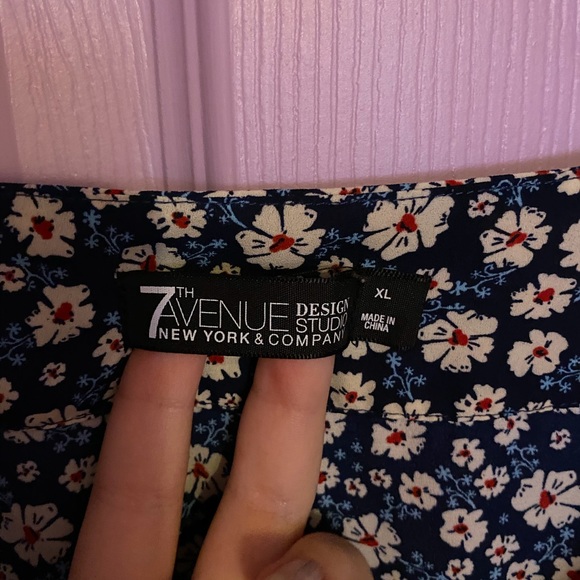 7TH AVENUE DESIGN STUDIO
NEW YORK & COMPANY
XL
MADE IN
CHINA